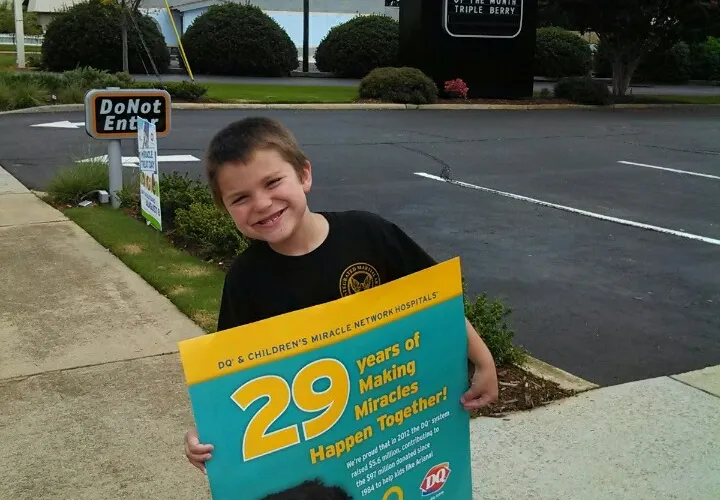 OF THE MONTH
TRIPLE BERRY
DoNot
Enter
MIRACLE
DQ® & CHILDREN'S MIRACLE NETWORK HOSPITALS®
29 years of
Making
Miracles
Happen Together!
We're proud that in 2012 the DQ® system
raised $5.6 million, contributing to
the $97 million donated since
1984 to help kids like Ariana!
DQ